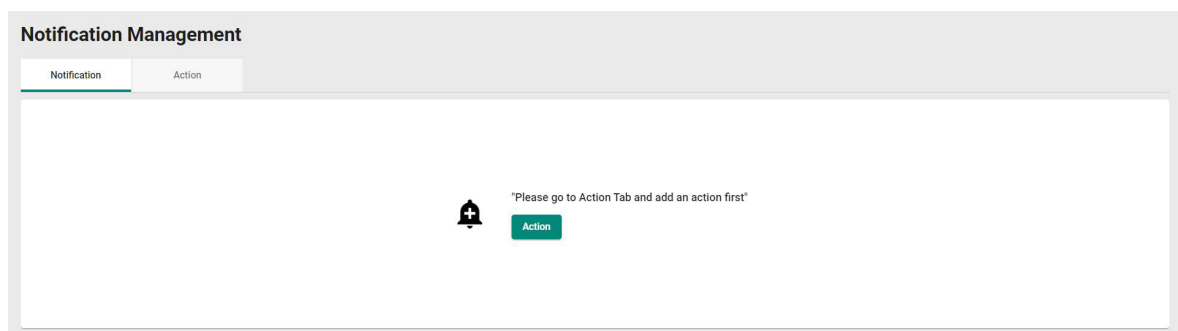 Notification Management
Notification
Action
"Please go to Action Tab and add an action first"
Action